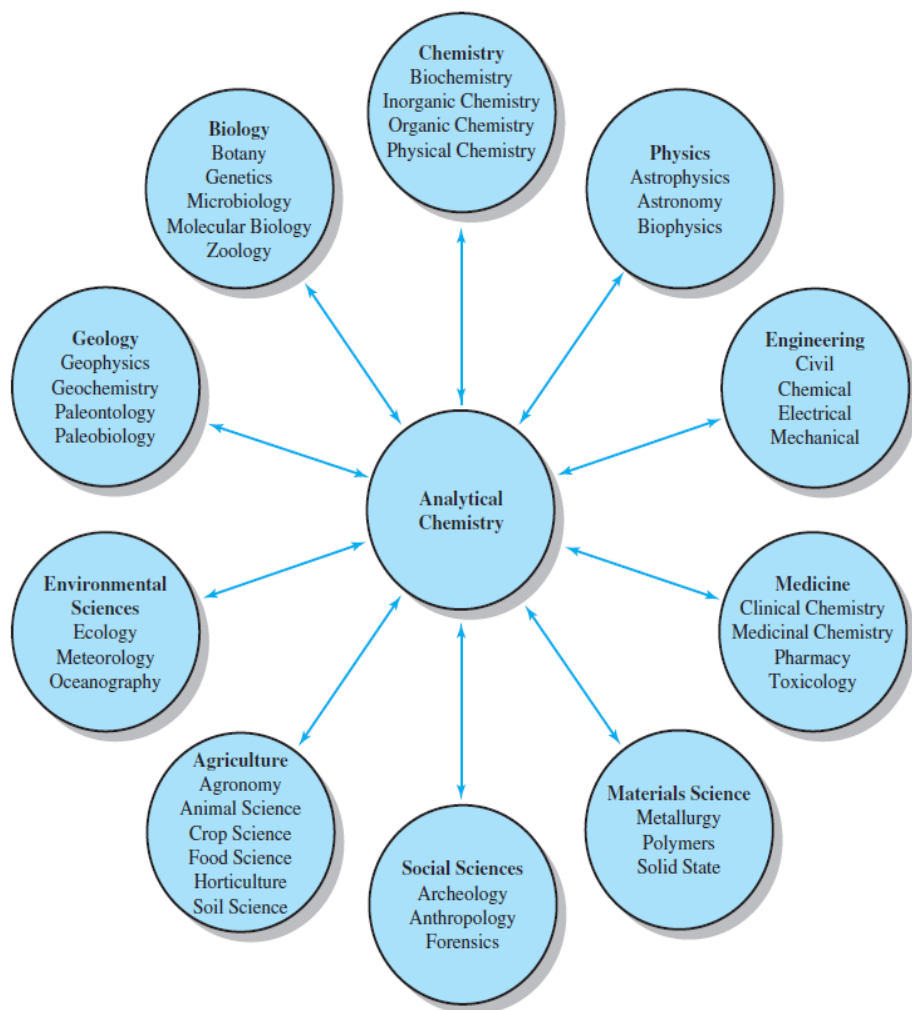 Chemistry
Biochemistry
Inorganic Chemistry
Organic Chemistry
Physical Chemistry
Biology
Botany
Genetics
Microbiology
Molecular Biology
Zoology
Physics
Astrophysics
Astronomy
Biophysics
Geology
Geophysics
Geochemistry
Paleontology
Paleobiology
Engineering
Civil
Chemical
Electrical
Mechanical
Analytical
Chemistry
Environmental
Sciences
Ecology
Meteorology
Oceanography
Medicine
Clinical Chemistry
Medicinal Chemistry
Pharmacy
Toxicology
Agriculture
Agronomy
Animal Science
Crop Science
Food Science
Horticulture
Soil Science
Social Sciences
Archeology
Anthropology
Forensics
Materials Science
Metallurgy
Polymers
Solid State